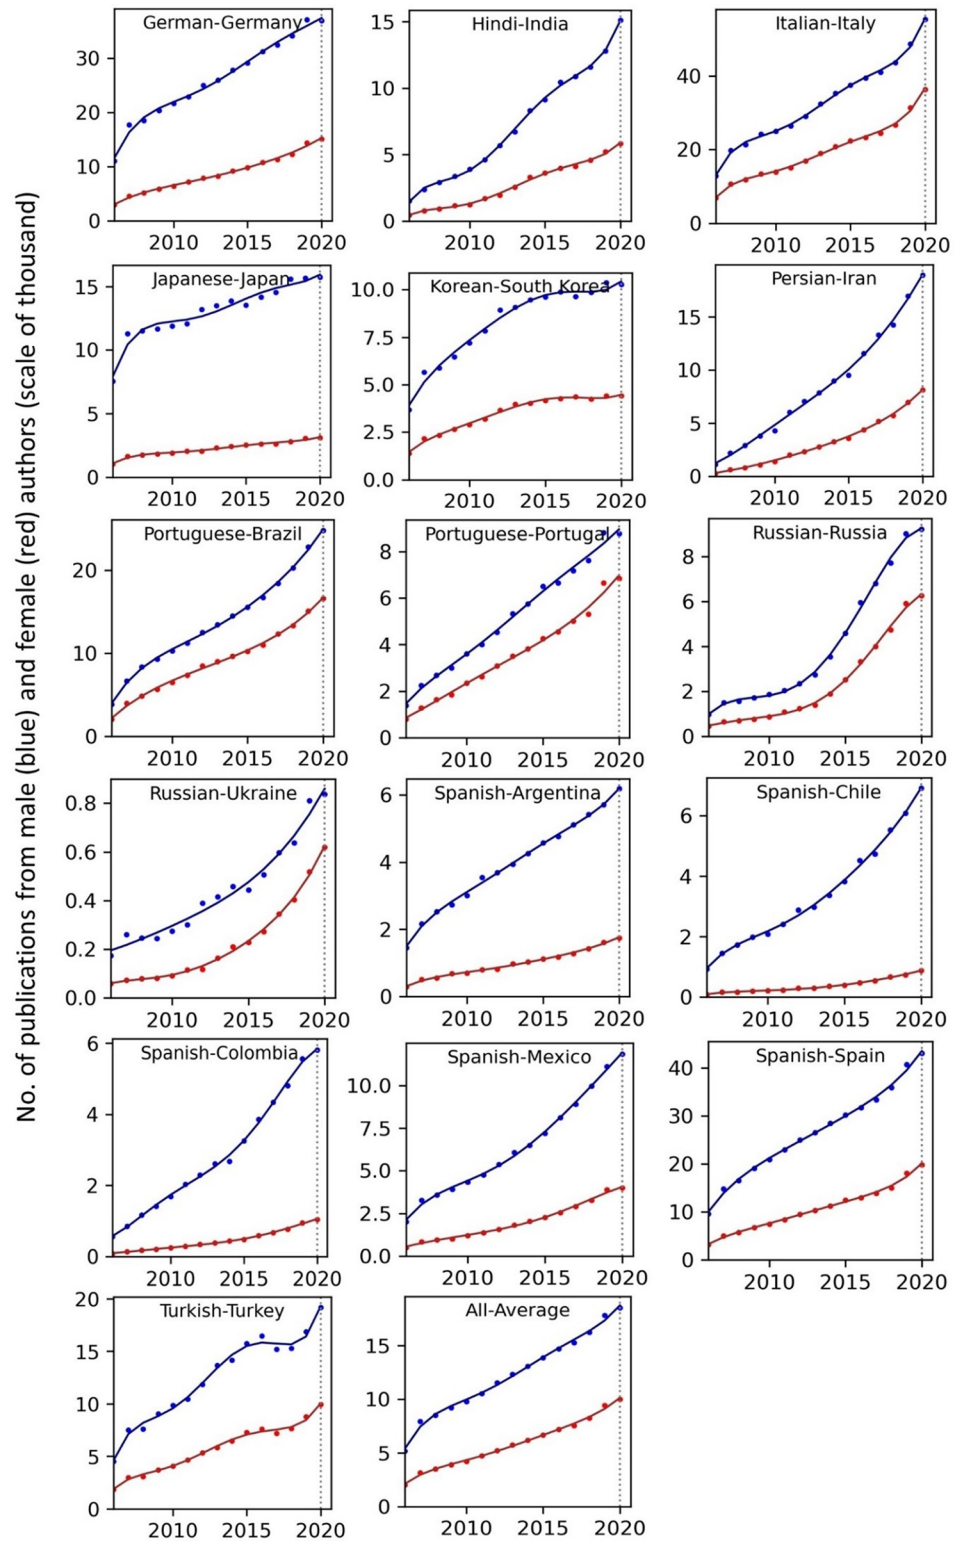 No. of publications from male (blue) and female (red) authors (scale of thousand)
German-Germany
30
20
10
0
2010 2015 2020
Hindi-India
15
10
5
0
2010 2015 2020
Italian-Italy
40
20
0
2010 2015 2020
Japanese-Japan
15
10
5
0
2010 2015 2020
Korean-South Korea
10.0
7.5
5.0
2.5
0.0
2010 2015 2020
Persian-Iran
15
10
5
0
2010 2015 2020
Portuguese-Brazil
20
10
0
2010 2015 2020
Portuguese-Portugal
8
6
4
2
0
2010 2015 2020
Russian-Russia
8
6
4
2
0
2010 2015 2020
Russian-Ukraine
0.8
0.6
0.4
0.2
0.0
2010 2015 2020
Spanish-Argentina
6
4
2
0
2010 2015 2020
Spanish-Chile
6
4
2
0
2010 2015 2020
Spanish-Colombia
6
4
2
0
2010 2015 2020
Spanish-Mexico
10.0
7.5
5.0
2.5
0.0
2010 2015 2020
Spanish-Spain
40
30
20
10
0
2010 2015 2020
Turkish-Turkey
20
15
10
5
0
2010 2015 2020
All-Average
15
10
5
0
2010 2015 2020